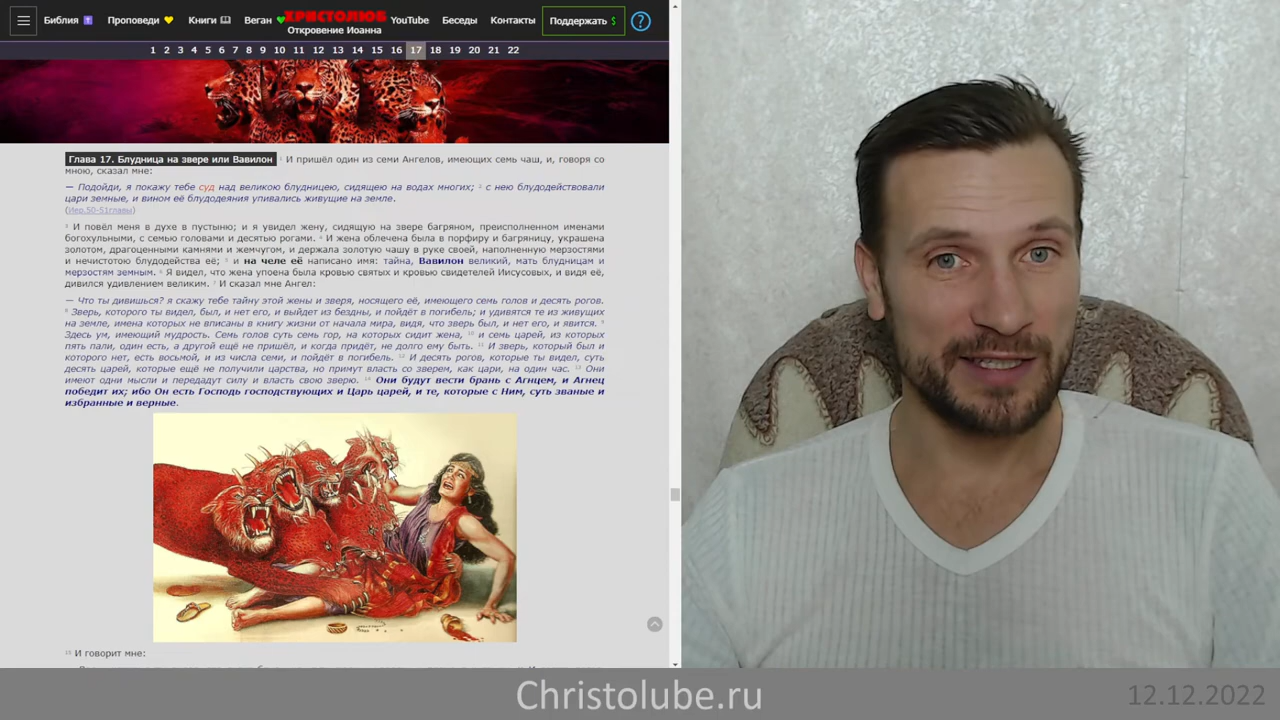 Библия Проповеди Книги Веган ХРИСТОЛЮБ YouTube Беседы Контакты Поддержать $ ?
Откровение Иоанна
1 2 3 4 5 6 7 8 9 10 11 12 13 14 15 16 17 18 19 20 21 22
Глава 17. Блудница на звере или Вавилон 1 И пришёл один из семи Ангелов, имеющих семь чаш, и, говоря со
мною, сказал мне:
— Подойди, я покажу тебе суд над великою блудницею, сидящею на водах многих; 2 с нею блудодействовали
цари земные, и вином её блудодеяния упивались живущие на земле.
(Иер.50-51главы)
3 И повёл меня в духе в пустыню; и я увидел жену, сидящую на звере багряном, преисполненном именами
богохульными, с семью головами и десятью рогами. 4 И жена облечена была в порфиру и багряницу, украшена
золотом, драгоценными камнями и жемчугом, и держала золотую чашу в руке своей, наполненную мерзостями
и нечистотою блудодейства её; 5 и на челе её написано имя: тайна, Вавилон великий, мать блудницам и
мерзостям земным. 6 Я видел, что жена упоена была кровью святых и кровью свидетелей Иисусовых, и видя её,
дивился удивлением великим. 7 И сказал мне Ангел:
— Что ты дивишься? я скажу тебе тайну этой жены и зверя, носящего её, имеющего семь голов и десять рогов.
8 Зверь, которого ты видел, был, и нет его, и выйдет из бездны, и пойдёт в погибель; и удивятся те из живущих
на земле, имена которых не вписаны в книгу жизни от начала мира, видя, что зверь был, и нет его, и явится. 9
Здесь ум, имеющий мудрость. Семь голов суть семь гор, на которых сидит жена, 10 и семь царей, из которых
пять пали, один есть, а другой ещё не пришёл, и когда придёт, не долго ему быть. 11 И зверь, который был и
которого нет, есть восьмой, и из числа семи, и пойдёт в погибель. 12 И десять рогов, которые ты видел, суть
десять царей, которые ещё не получили царства, но примут власть со зверем, как цари, на один час. 13 Они
имеют одни мысли и передадут силу и власть свою зверю. 14 Они будут вести брань с Агнцем, и Агнец
победит их; ибо Он есть Господь господствующих и Царь царей, и те, которые с Ним, суть званые и
избранные и верные.
15 И говорит мне:
Christolube.ru
12.12.2022